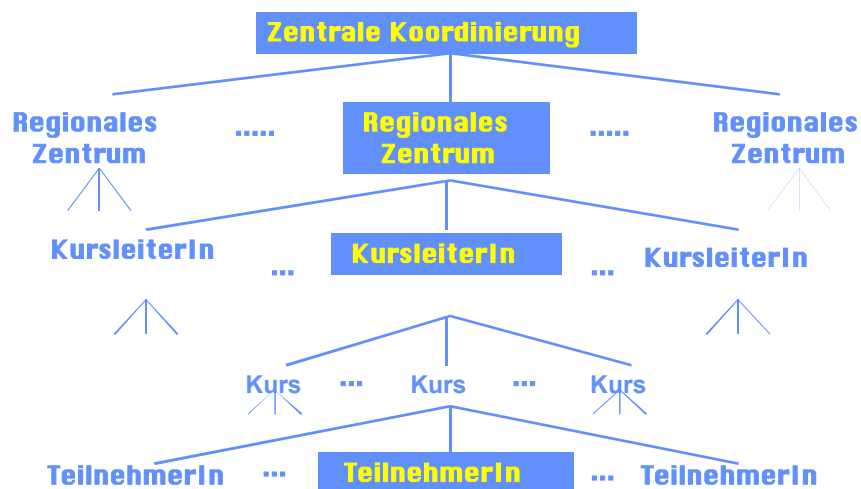 Zentrale Koordinierung
Regionales ..... Regionales ..... Regionales
Zentrum Zentrum Zentrum
KursleiterIn ... KursleiterIn ... KursleiterIn
Kurs ... Kurs ... Kurs
TeilnehmerIn ... TeilnehmerIn ... TeilnehmerIn